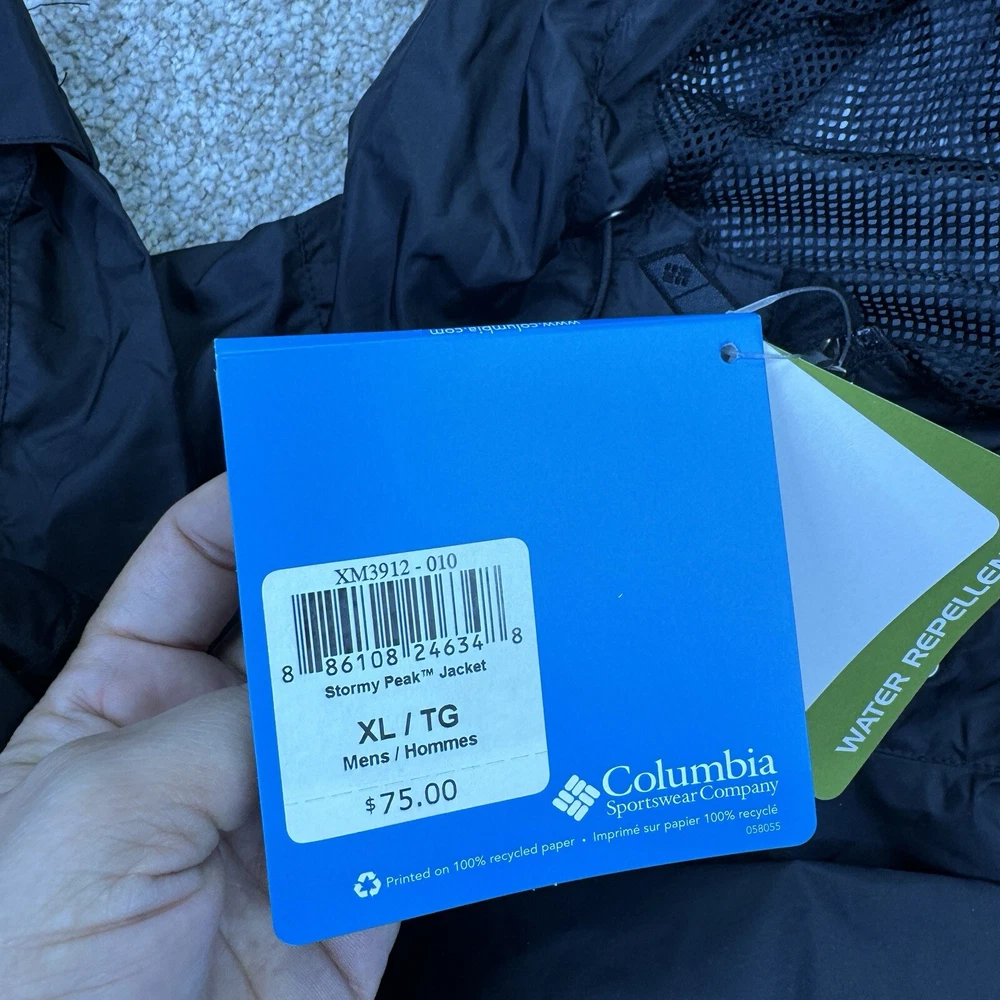 www.columbia.com
XM3912 - 010
8 86108 24634 8
Stormy Peak™ Jacket
XL / TG
Mens / Hommes
$75.00
Columbia
Sportswear Company
Printed on 100% recycled paper • Imprimé sur papier 100% recyclé
058055
WATER